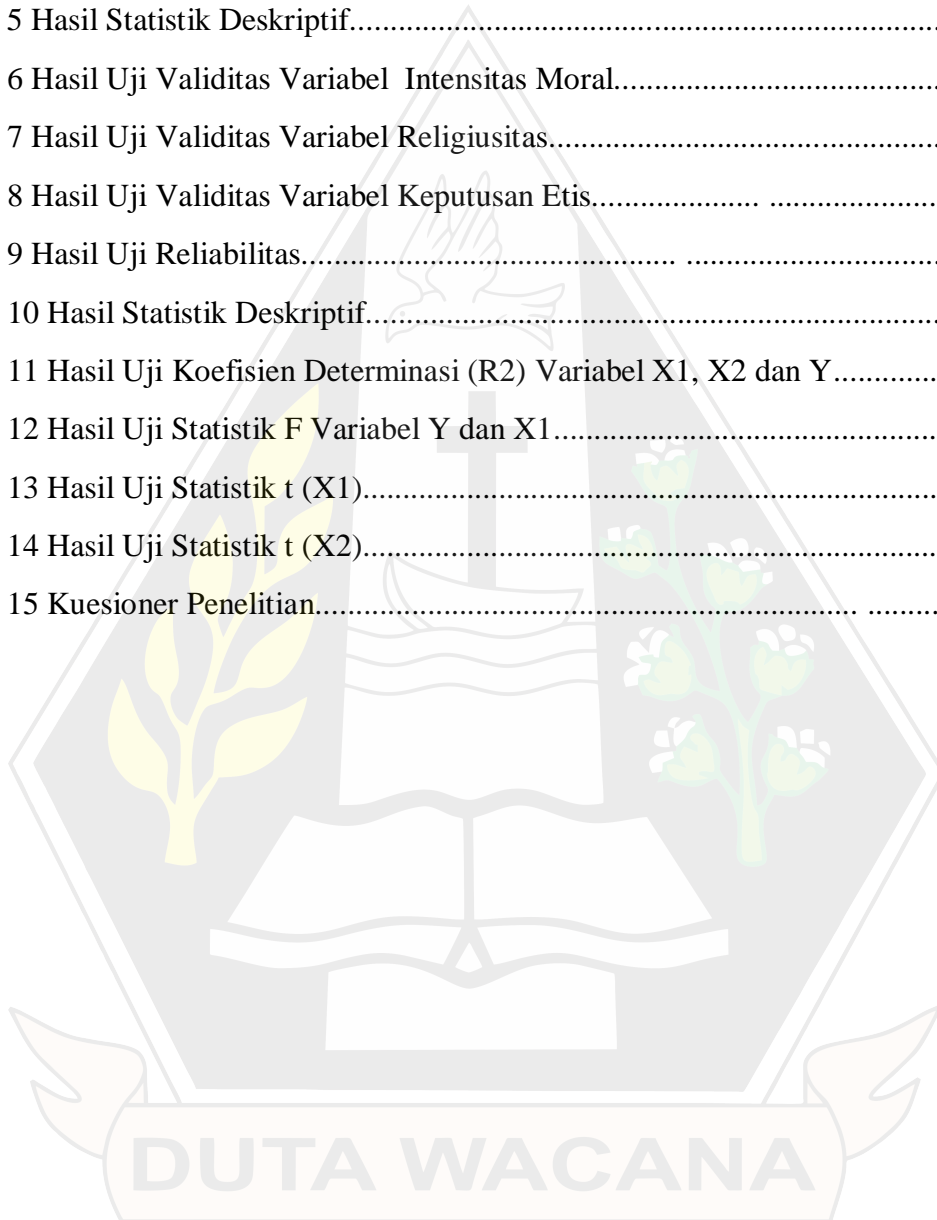 5 Hasil Statistik Deskriptif....................................................................................
6 Hasil Uji Validitas Variabel  Intensitas Moral..............................................
7 Hasil Uji Validitas Variabel Religiusitas.......................................................
8 Hasil Uji Validitas Variabel Keputusan Etis.................... ........................
9 Hasil Uji Reliabilitas............................................. ....................................
10 Hasil Statistik Deskriptif..............................................................................
11 Hasil Uji Koefisien Determinasi (R2) Variabel X1, X2 dan Y.............
12 Hasil Uji Statistik F Variabel Y dan X1..................................................
13 Hasil Uji Statistik t (X1)...........................................................................
14 Hasil Uji Statistik t (X2)...........................................................................
15 Kuesioner Penelitian................................................................. .........
DUTA WACANA